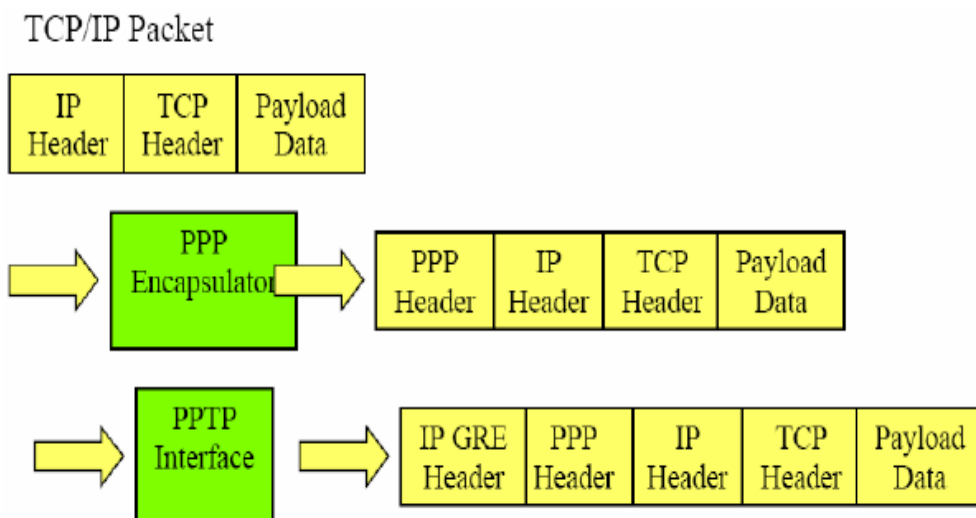 TCP/IP Packet
IP Header
TCP Header
Payload Data
PPP Encapsulator
PPP Header
IP Header
TCP Header
Payload Data
PPTP Interface
IP GRE Header
PPP Header
IP Header
TCP Header
Payload Data